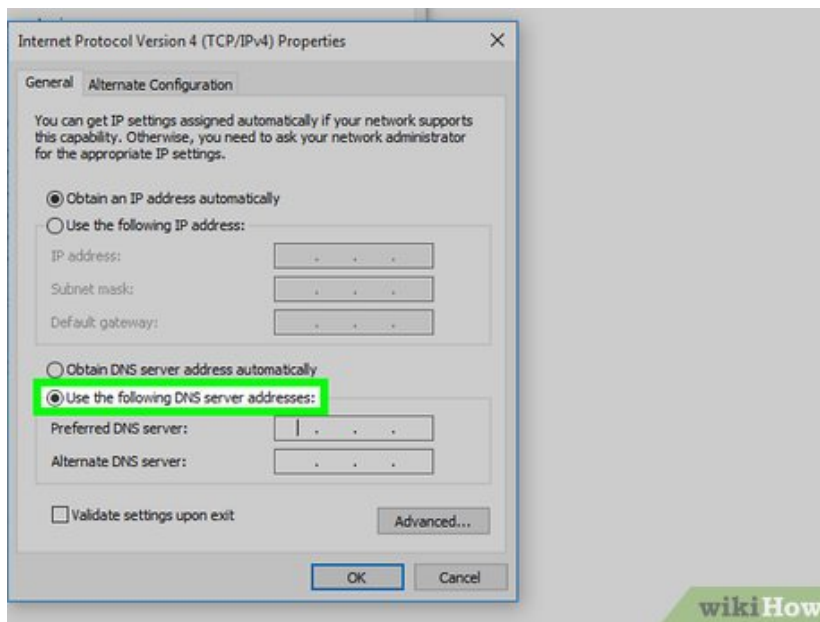 Internet Protocol Version 4 (TCP/IPv4) Properties
General
Alternate Configuration
You can get IP settings assigned automatically if your network supports
this capability. Otherwise, you need to ask your network administrator
for the appropriate IP settings.
Obtain an IP address automatically
Use the following IP address:
IP address:
Subnet mask:
Default gateway:
Obtain DNS server address automatically
Use the following DNS server addresses:
Preferred DNS server:
Alternate DNS server:
Validate settings upon exit
Advanced...
OK
Cancel
wikiHow